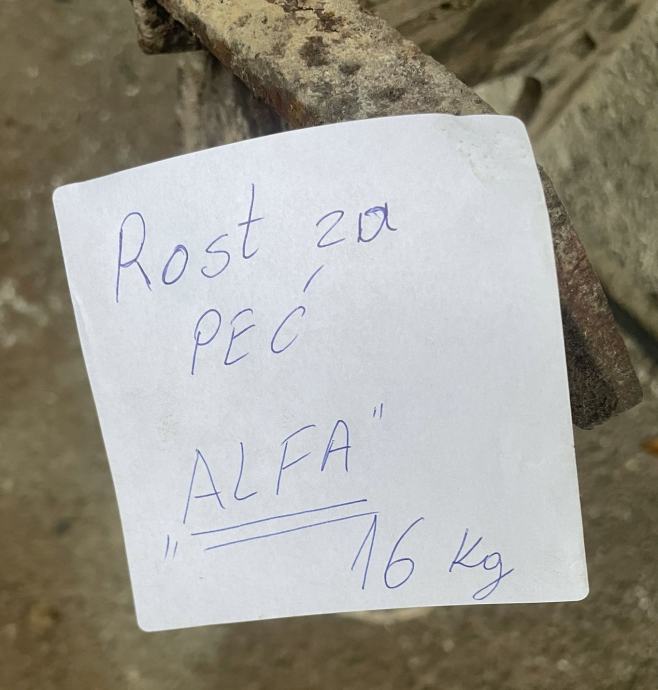 Rost za
PEĆ
"ALFA"
16 kg